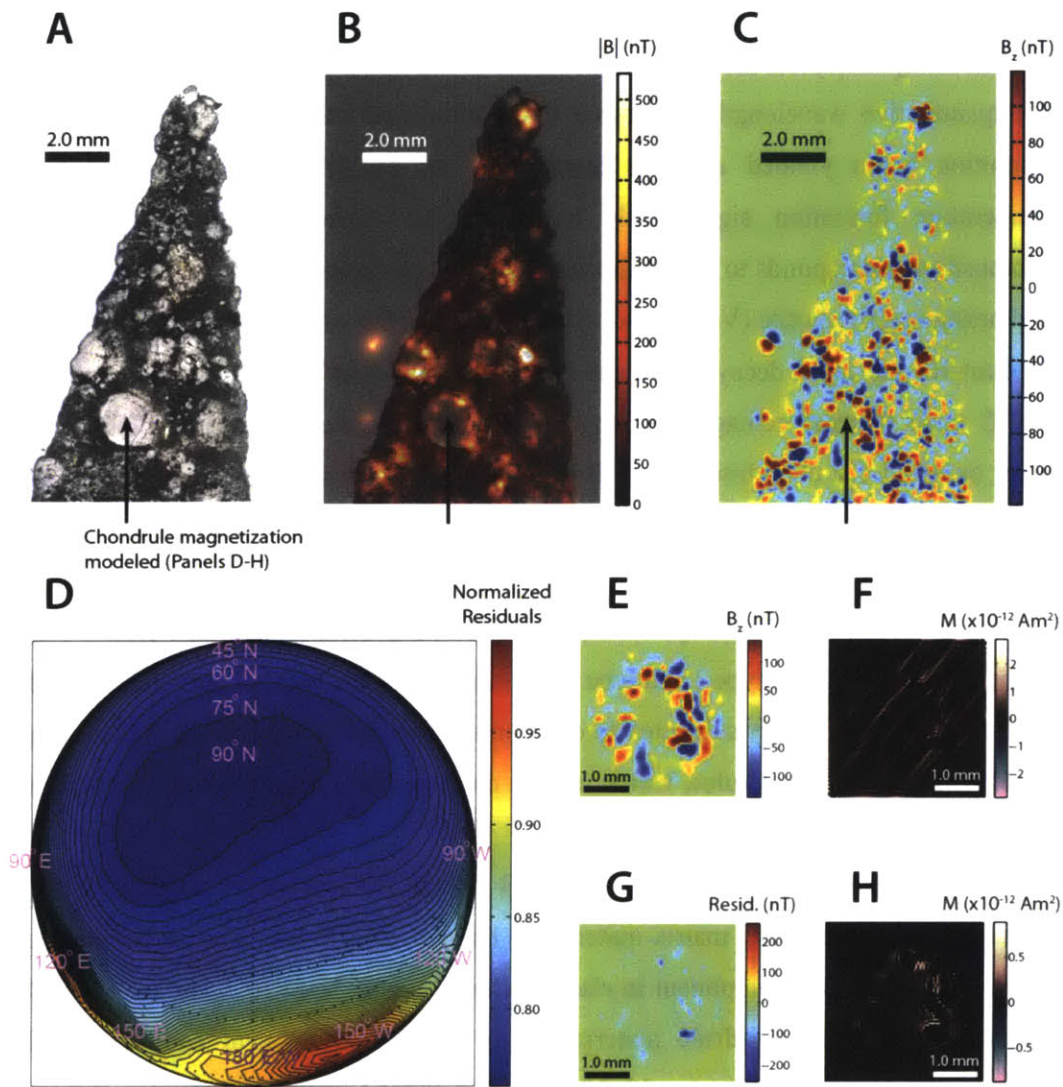 A
B
C
|B| (nT)
B_z (nT)
2.0 mm
2.0 mm
2.0 mm
500
450
400
350
300
250
200
150
100
50
0
100
80
60
40
20
0
-20
-40
-60
-80
-100
Chondrule magnetization
modeled (Panels D-H)
D
Normalized
Residuals
45° N
60° N
75° N
90° N
90° E
90° W
120° E
120° W
150° E
150° W
180 E/W
0.95
0.90
0.85
0.80
E
B_z (nT)
100
50
0
−50
−100
1.0 mm
F
M (x10⁻¹² Am²)
2
1
0
−1
−2
1.0 mm
G
Resid. (nT)
200
100
0
−100
−200
1.0 mm
H
M (x10⁻¹² Am²)
0.5
0
−0.5
1.0 mm